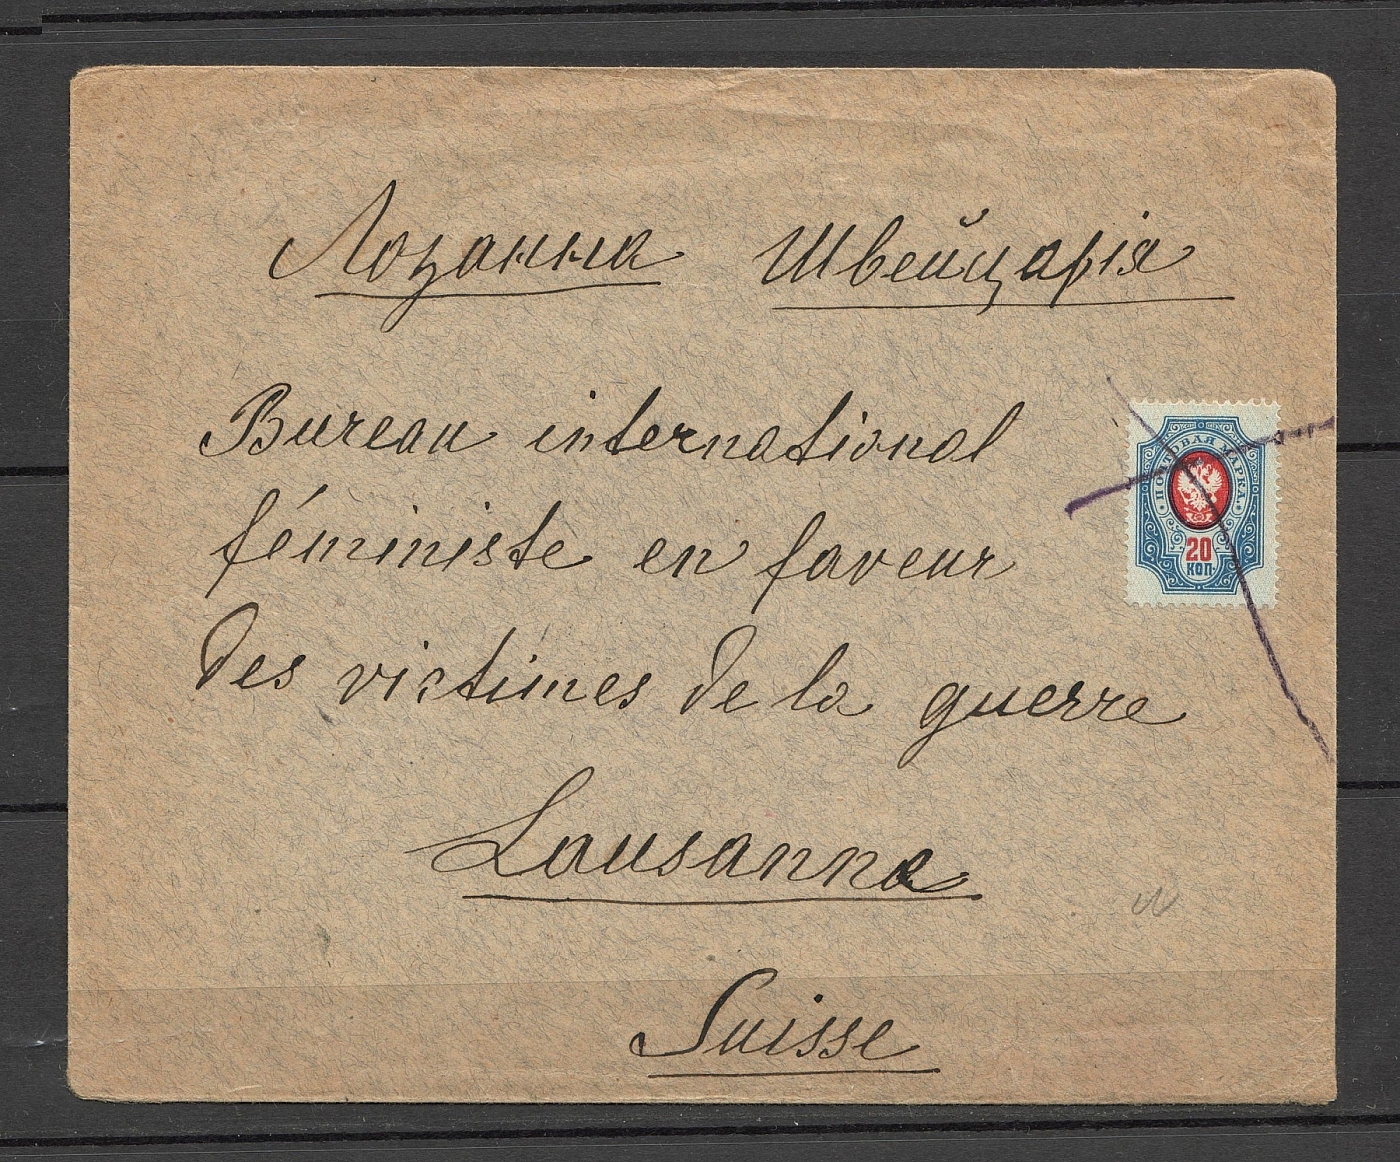 Лозанна Швейцарія
Bureau international
féministe en faveur
des victimes de la guerre
Lausanne
Suisse
ПОЧТОВАЯ МАРКА
20
КОП